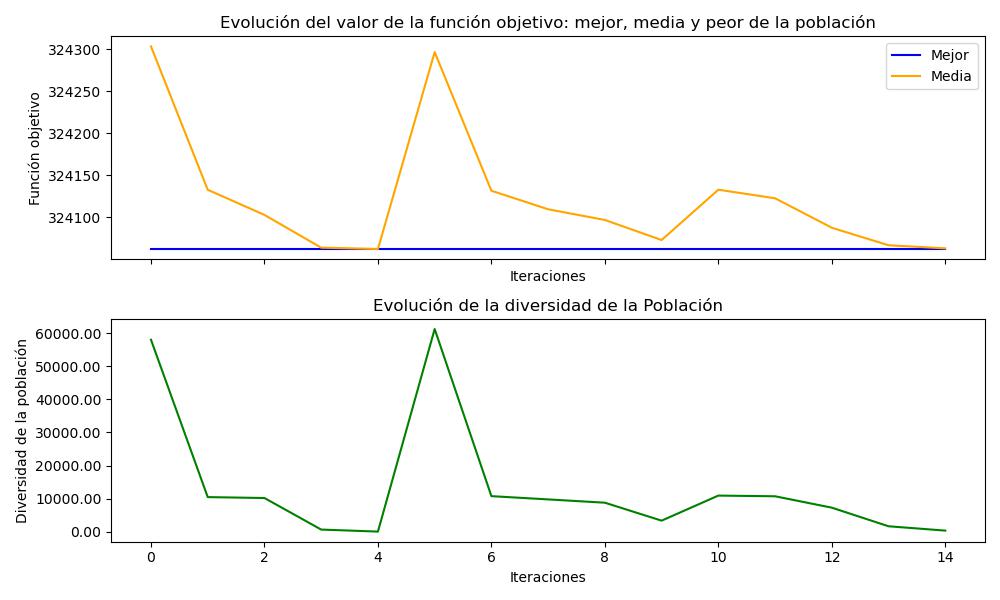 Evolución del valor de la función objetivo: mejor, media y peor de la población
Función objetivo
324300
324250
324200
324150
324100
Mejor
Media
Iteraciones
Evolución de la diversidad de la Población
Diversidad de la población
60000.00
50000.00
40000.00
30000.00
20000.00
10000.00
0.00
0 2 4 6 8 10 12 14
Iteraciones